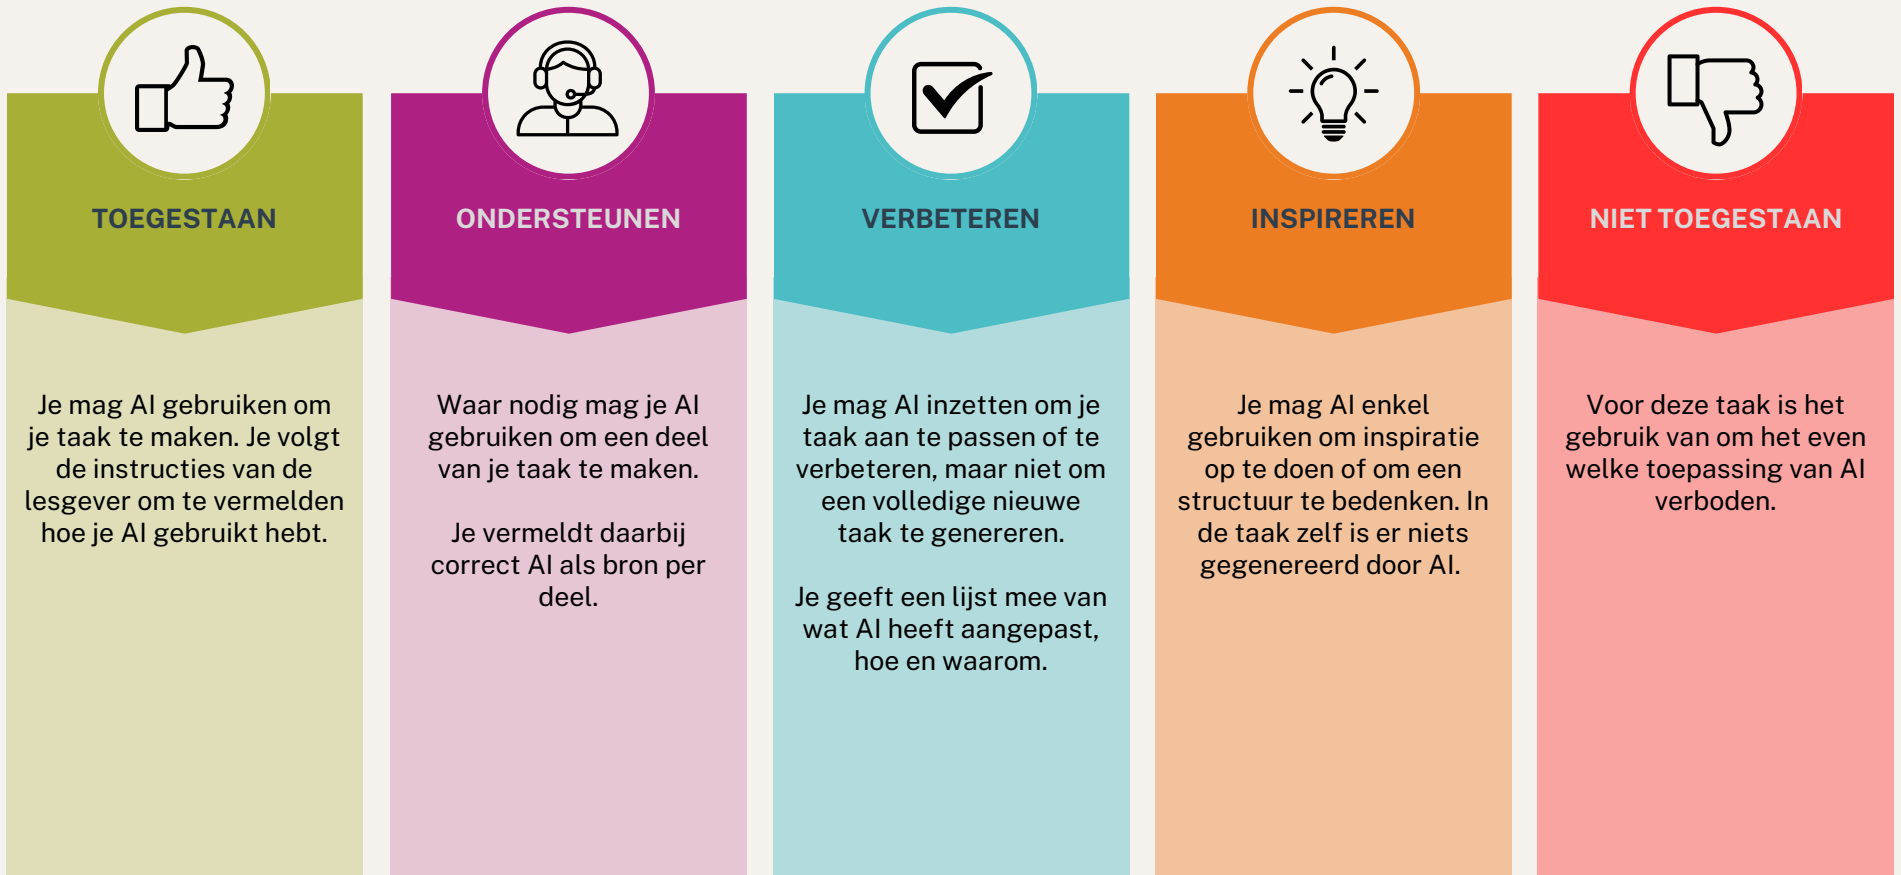 TOEGESTAAN
Je mag AI gebruiken om
je taak te maken. Je volgt
de instructies van de
lesgever om te vermelden
hoe je AI gebruikt hebt.
ONDERSTEUNEN
Waar nodig mag je AI
gebruiken om een deel
van je taak te maken.
Je vermeldt daarbij
correct AI als bron per
deel.
VERBETEREN
Je mag AI inzetten om je
taak aan te passen of te
verbeteren, maar niet om
een volledige nieuwe
taak te genereren.
Je geeft een lijst mee van
wat AI heeft aangepast,
hoe en waarom.
INSPIREREN
Je mag AI enkel
gebruiken om inspiratie
op te doen of om een
structuur te bedenken. In
de taak zelf is er niets
gegenereerd door AI.
NIET TOEGESTAAN
Voor deze taak is het
gebruik van om het even
welke toepassing van AI
verboden.